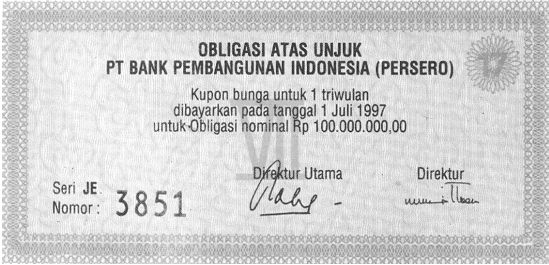 OBLIGASI ATAS UNJUK
PT BANK PEMBANGUNAN INDONESIA (PERSERO)
17
Kupon bunga untuk 1 triwulan
dibayarkan pada tanggal 1 Juli 1997
untuk Obligasi nominal Rp 100.000.000,00
VII
Direktur Utama Direktur
Seri JE
Nomor : 3851